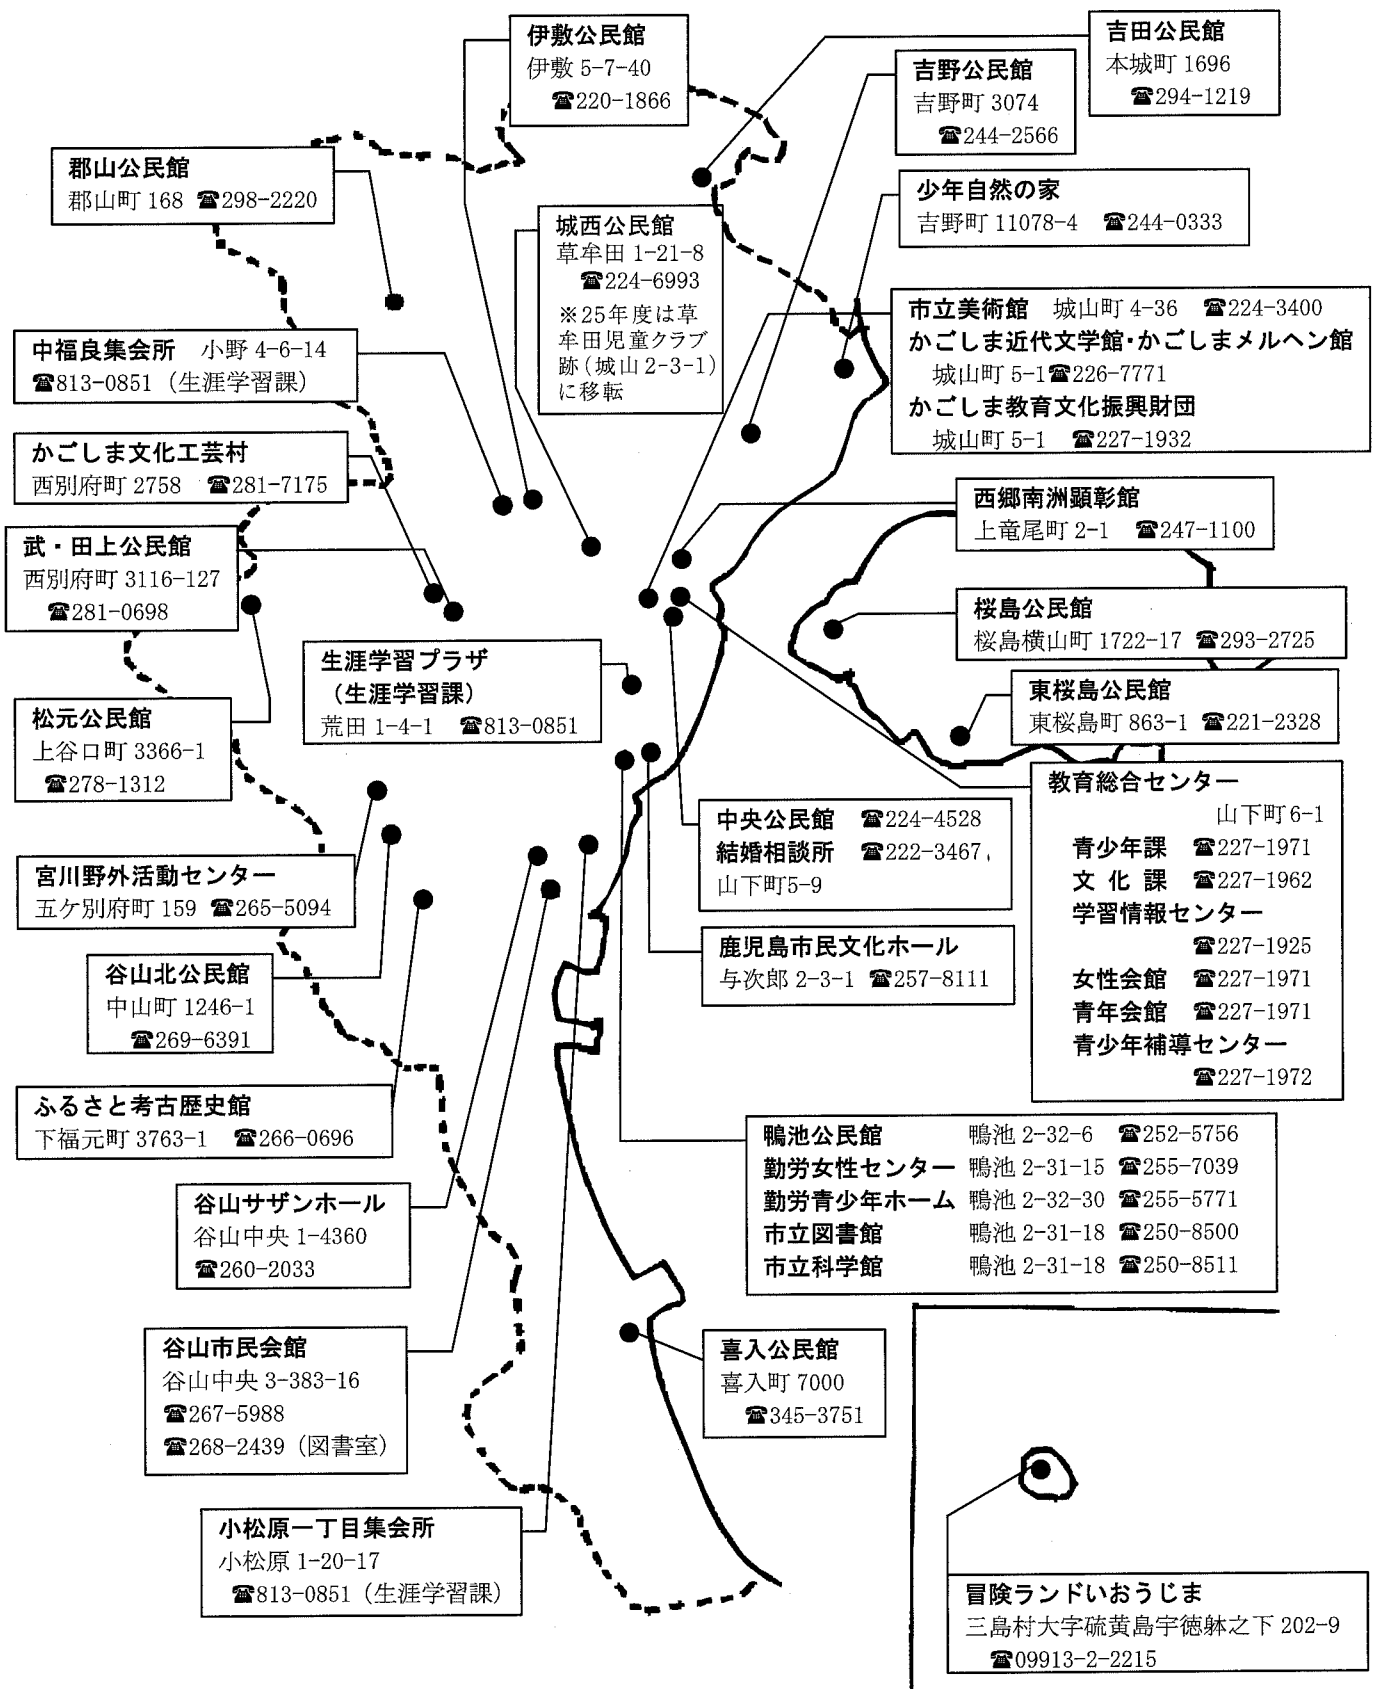 伊敷公民館
伊敷 5-7-40
☎220-1866
吉田公民館
本城町 1696
☎294-1219
吉野公民館
吉野町 3074
☎244-2566
郡山公民館
郡山町 168 ☎298-2220
少年自然の家
吉野町 11078-4 ☎244-0333
城西公民館
草牟田 1-21-8
☎224-6993
※25年度は草
牟田児童クラブ
跡(城山 2-3-1)
に移転
市立美術館 城山町 4-36 ☎224-3400
かごしま近代文学館・かごしまメルヘン館
城山町 5-1☎226-7771
かごしま教育文化振興財団
城山町 5-1 ☎227-1932
中福良集会所 小野 4-6-14
☎813-0851(生涯学習課)
かごしま文化工芸村
西別府町 2758 ☎281-7175
西郷南洲顕彰館
上竜尾町 2-1 ☎247-1100
武・田上公民館
西別府町 3116-127
☎281-0698
桜島公民館
桜島横山町 1722-17 ☎293-2725
生涯学習プラザ
(生涯学習課)
荒田 1-4-1 ☎813-0851
東桜島公民館
東桜島町 863-1 ☎221-2328
松元公民館
上谷口町 3366-1
☎278-1312
教育総合センター
山下町 6-1
青少年課 ☎227-1971
文化課 ☎227-1962
学習情報センター
☎227-1925
女性会館 ☎227-1971
青年会館 ☎227-1971
青少年補導センター
☎227-1972
中央公民館 ☎224-4528
結婚相談所 ☎222-3467
山下町5-9
宮川野外活動センター
五ケ別府町 159 ☎265-5094
鹿児島市民文化ホール
与次郎 2-3-1 ☎257-8111
谷山北公民館
中山町 1246-1
☎269-6391
ふるさと考古歴史館
下福元町 3763-1 ☎266-0696
鴨池公民館 鴨池 2-32-6 ☎252-5756
勤労女性センター 鴨池 2-31-15 ☎255-7039
勤労青少年ホーム 鴨池 2-32-30 ☎255-5771
市立図書館 鴨池 2-31-18 ☎250-8500
市立科学館 鴨池 2-31-18 ☎250-8511
谷山サザンホール
谷山中央 1-4360
☎260-2033
谷山市民会館
谷山中央 3-383-16
☎267-5988
☎268-2439(図書室)
喜入公民館
喜入町 7000
☎345-3751
小松原一丁目集会所
小松原 1-20-17
☎813-0851(生涯学習課)
冒険ランドいおうじま
三島村大字硫黄島宇徳躰之下 202-9
☎09913-2-2215